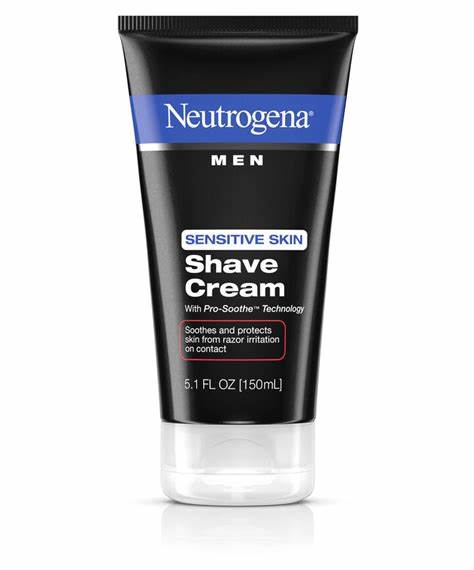 Neutrogena®
MEN
SENSITIVE SKIN
Shave
Cream
With Pro-Soothe™ Technology
Soothes and protects
skin from razor irritation
on contact
5.1 FL OZ [150mL]